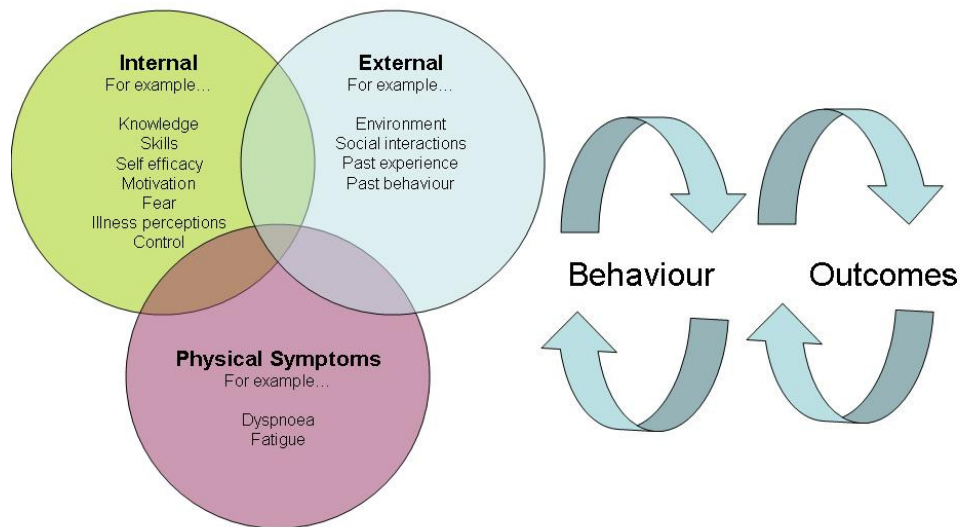 Internal
For example…
Knowledge
Skills
Self efficacy
Motivation
Fear
Illness perceptions
Control
External
For example…
Environment
Social interactions
Past experience
Past behaviour
Physical Symptoms
For example…
Dyspnoea
Fatigue
Behaviour
Outcomes